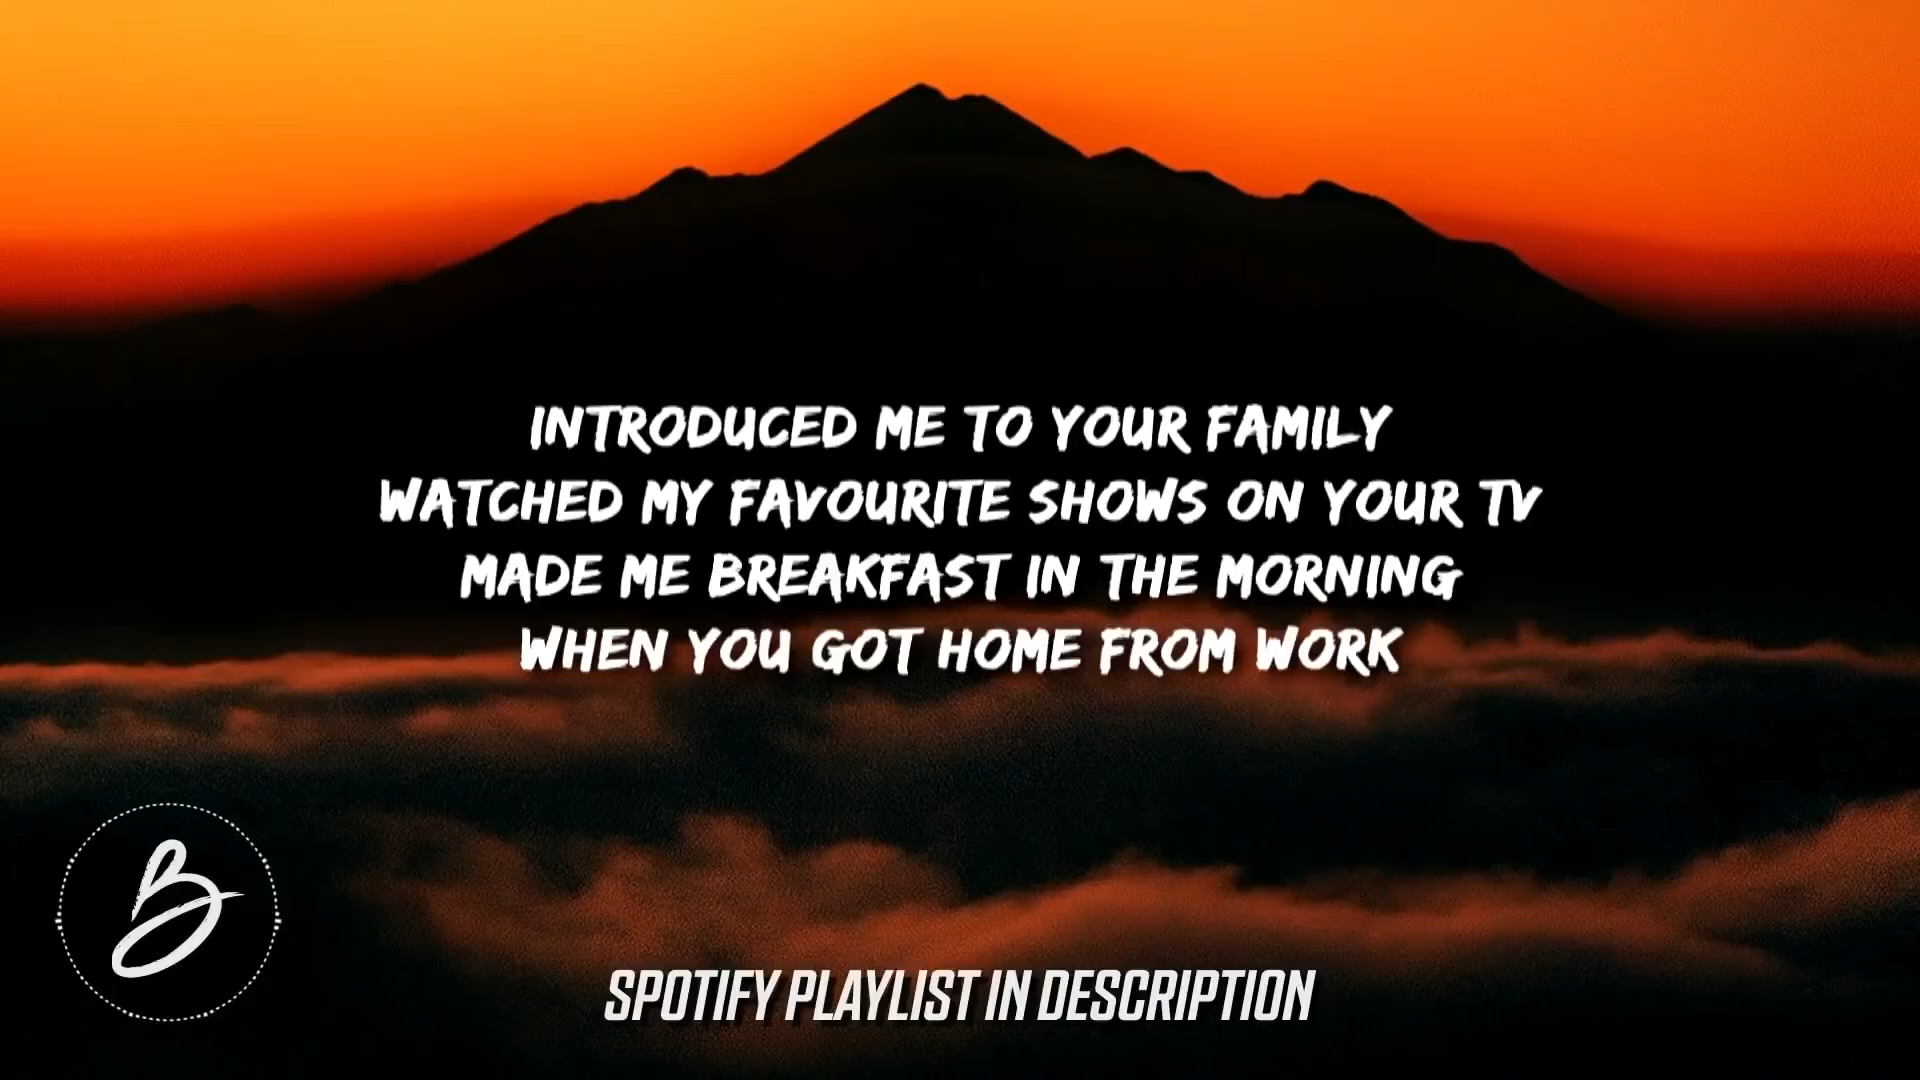 INTRODUCED ME TO YOUR FAMILY
WATCHED MY FAVOURITE SHOWS ON YOUR TV
MADE ME BREAKFAST IN THE MORNING
WHEN YOU GOT HOME FROM WORK
B
SPOTIFY PLAYLIST IN DESCRIPTION